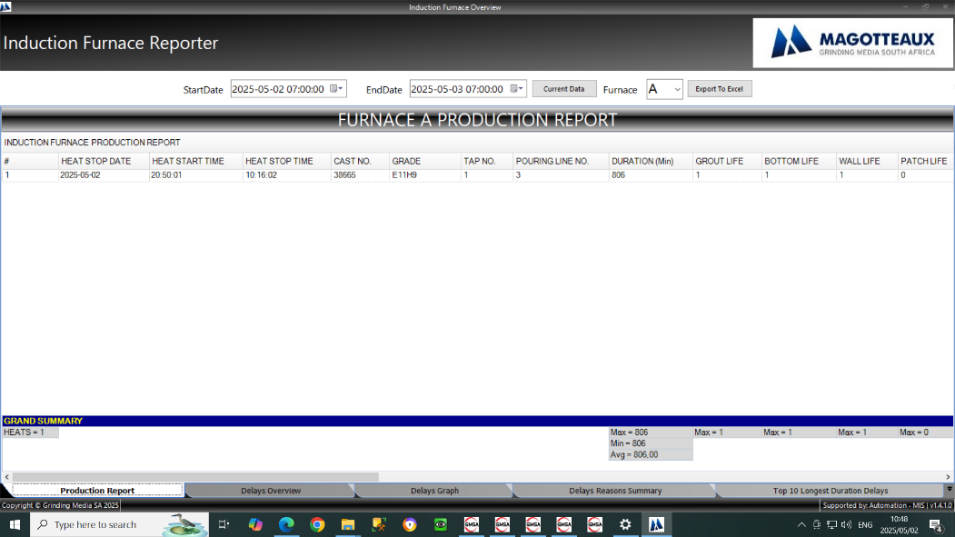 Induction Furnace Overview
Induction Furnace Reporter
MAGOTTEAUX
GRINDING MEDIA SOUTH AFRICA
StartDate 2025-05-02 07:00:00 EndDate 2025-05-03 07:00:00 Current Data Furnace A Export To Excel
FURNACE A PRODUCTION REPORT
INDUCTION FURNACE PRODUCTION REPORT
# HEAT STOP DATE HEAT START TIME HEAT STOP TIME CAST NO. GRADE TAP NO. POURING LINE NO. DURATION (Min) GROUT LIFE BOTTOM LIFE WALL LIFE PATCH LIFE
1 2025-05-02 20:50:01 10:16:02 38665 E11H9 1 3 806 1 1 1 0
GRAND SUMMARY
HEATS = 1 Max = 806 Max = 1 Max = 1 Max = 1 Max = 0
Min = 806
Avg = 806,00
Production Report Delays Overview Delays Graph Delays Reasons Summary Top 10 Longest Duration Delays
Copyright © Grinding Media SA 2025 Supported by: Automation - MIS | v1.4.1.0
Type here to search GMSA GMSA GMSA GMSA GMSA ENG 10:48
2025/05/02 4